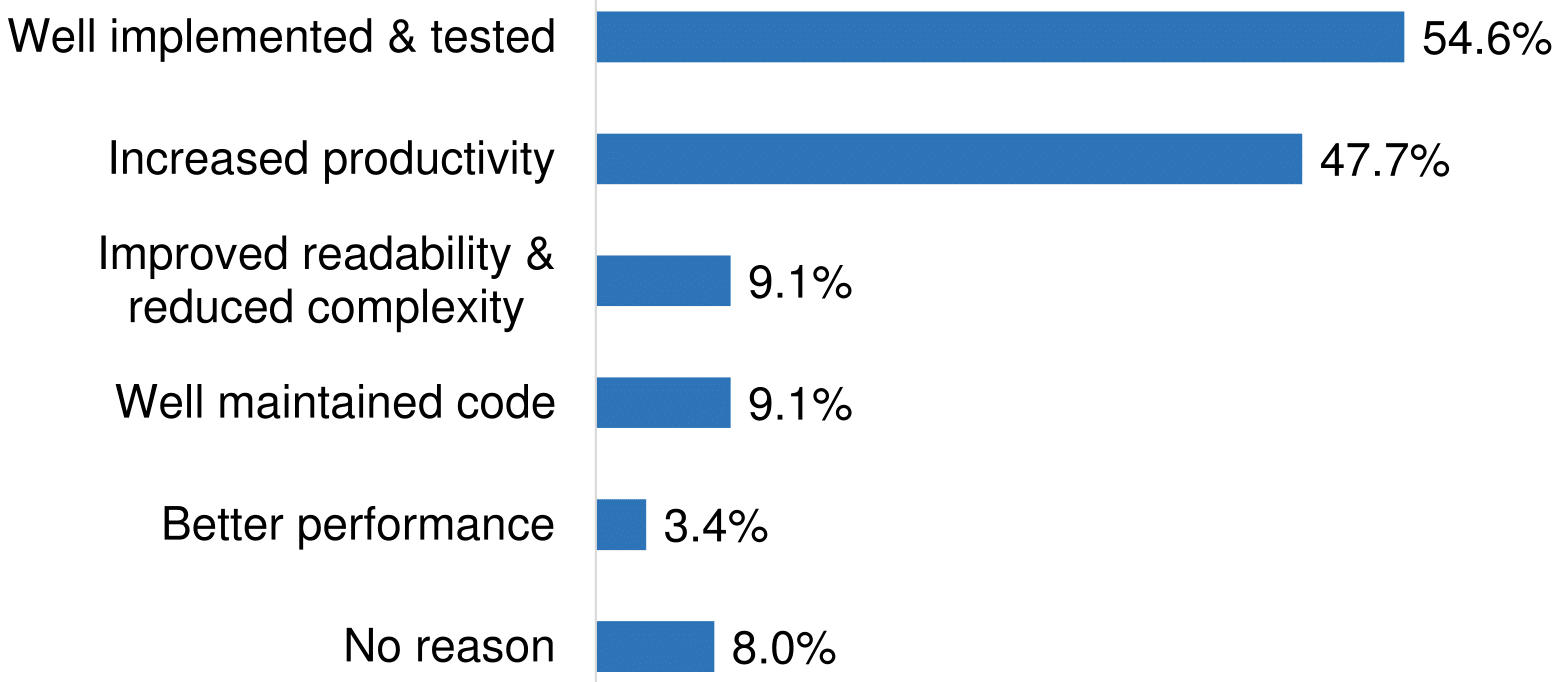 Well implemented & tested
54.6%
Increased productivity
47.7%
Improved readability &
reduced complexity
9.1%
Well maintained code
9.1%
Better performance
3.4%
No reason
8.0%